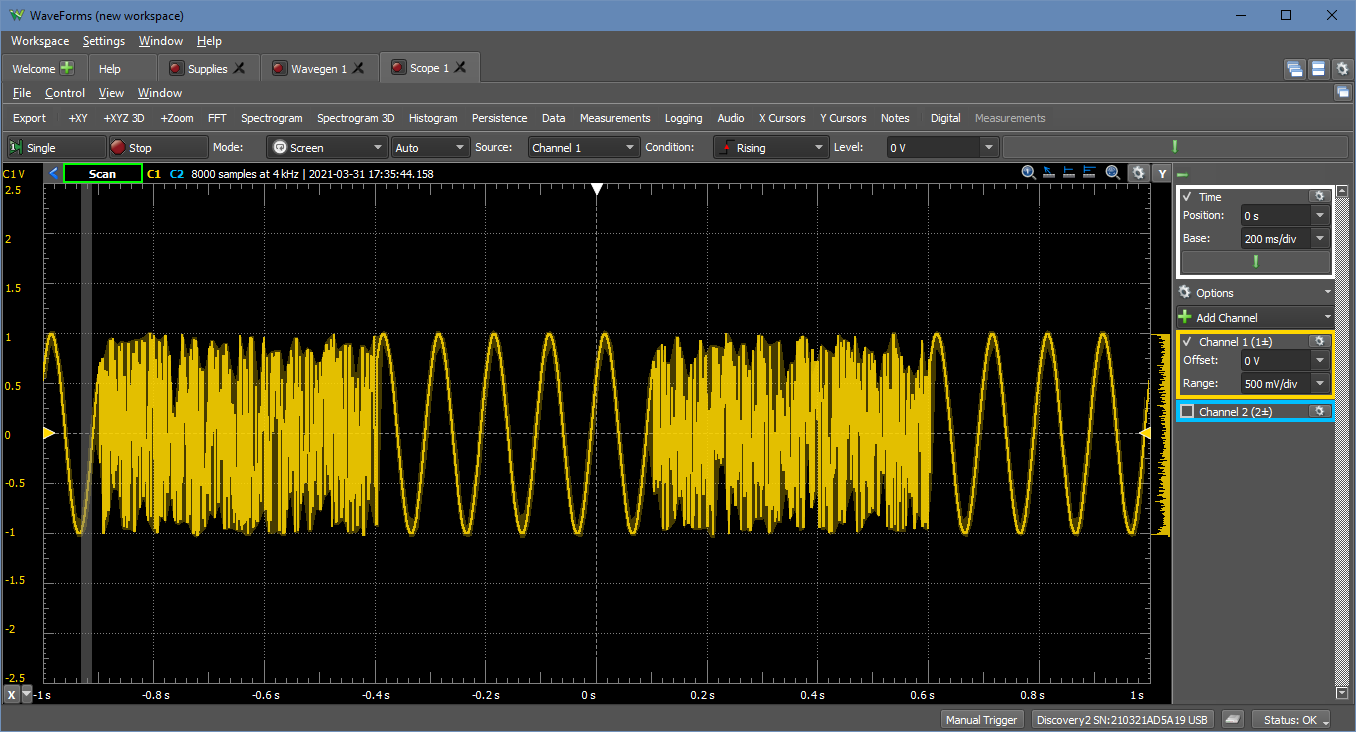 WaveForms (new workspace)
Workspace Settings Window Help
Welcome Help Supplies Wavegen 1 Scope 1
File Control View Window
Export +XY +XYZ 3D +Zoom FFT Spectrogram Spectrogram 3D Histogram Persistence Data Measurements Logging Audio X Cursors Y Cursors Notes Digital Measurements
Single Stop Mode: Screen Auto Source: Channel 1 Condition: Rising Level: 0 V
C1 V Scan C1 C2 8000 samples at 4 kHz | 2021-03-31 17:35:44.158 Y
2.5
2
1.5
1
0.5
0
-0.5
-1
-1.5
-2
-2.5
X -1 s -0.8 s -0.6 s -0.4 s -0.2 s 0 s 0.2 s 0.4 s 0.6 s 0.8 s 1 s
Time
Position: 0 s
Base: 200 ms/div
Options
Add Channel
Channel 1 (1±)
Offset: 0 V
Range: 500 mV/div
Channel 2 (2±)
Manual Trigger Discovery2 SN:210321AD5A19 USB Status: OK